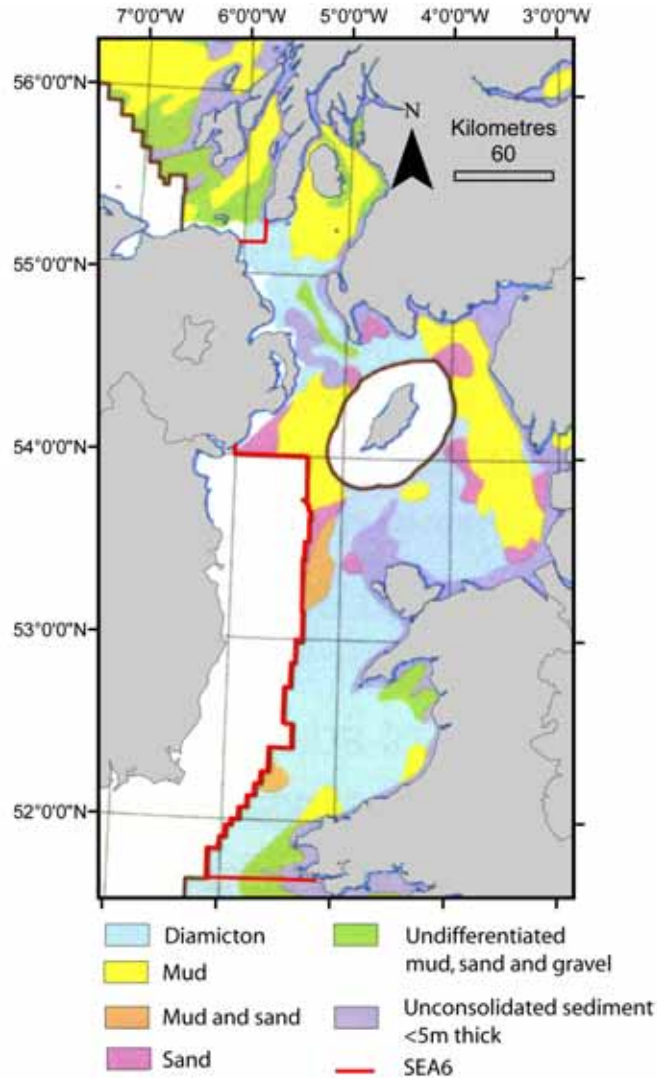 7°0'0"W 6°0'0"W 5°0'0"W 4°0'0"W 3°0'0"W
56°0'0"N
N
Kilometres
60
55°0'0"N
54°0'0"N
53°0'0"N
52°0'0"N
Diamicton
Mud
Mud and sand
Sand
Undifferentiated
mud, sand and gravel
Unconsolidated sediment
<5m thick
SEA6